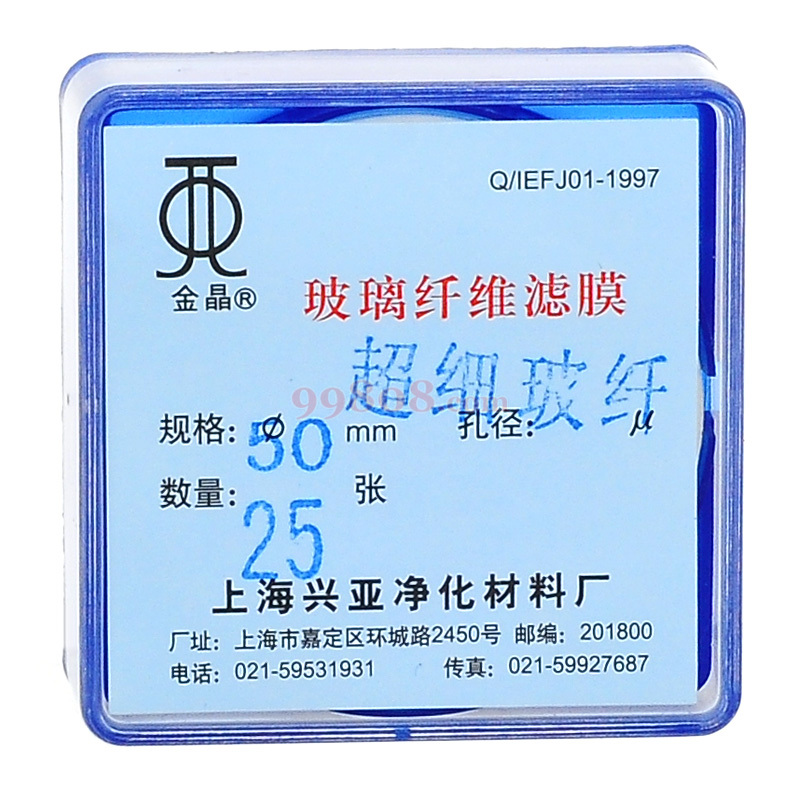 Q/IEFJ01-1997
金晶®
玻璃纤维滤膜
超细玻纤
99808.com
规格: Ø 50 mm 孔径: μ
数量: 25 张
上海兴亚净化材料厂
厂址: 上海市嘉定区环城路2450号 邮编: 201800
电话: 021-59531931 传真: 021-59927687